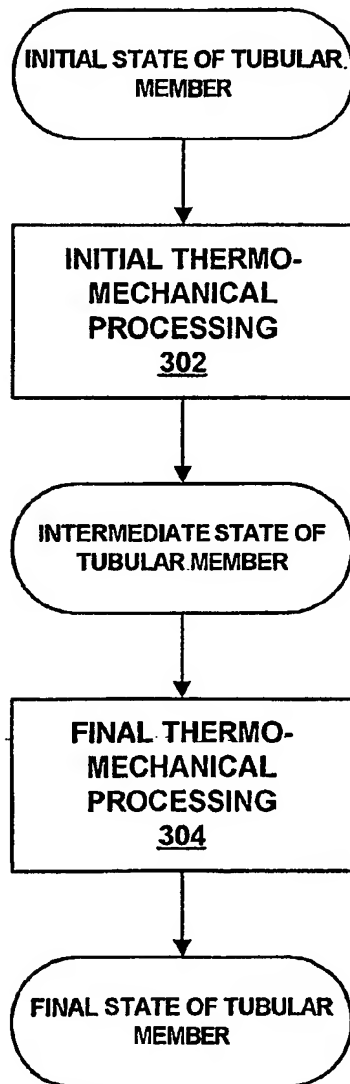 INITIAL STATE OF TUBULAR
MEMBER
INITIAL THERMO-
MECHANICAL
PROCESSING
302
INTERMEDIATE STATE OF
TUBULAR MEMBER
FINAL THERMO-
MECHANICAL
PROCESSING
304
FINAL STATE OF TUBULAR
MEMBER